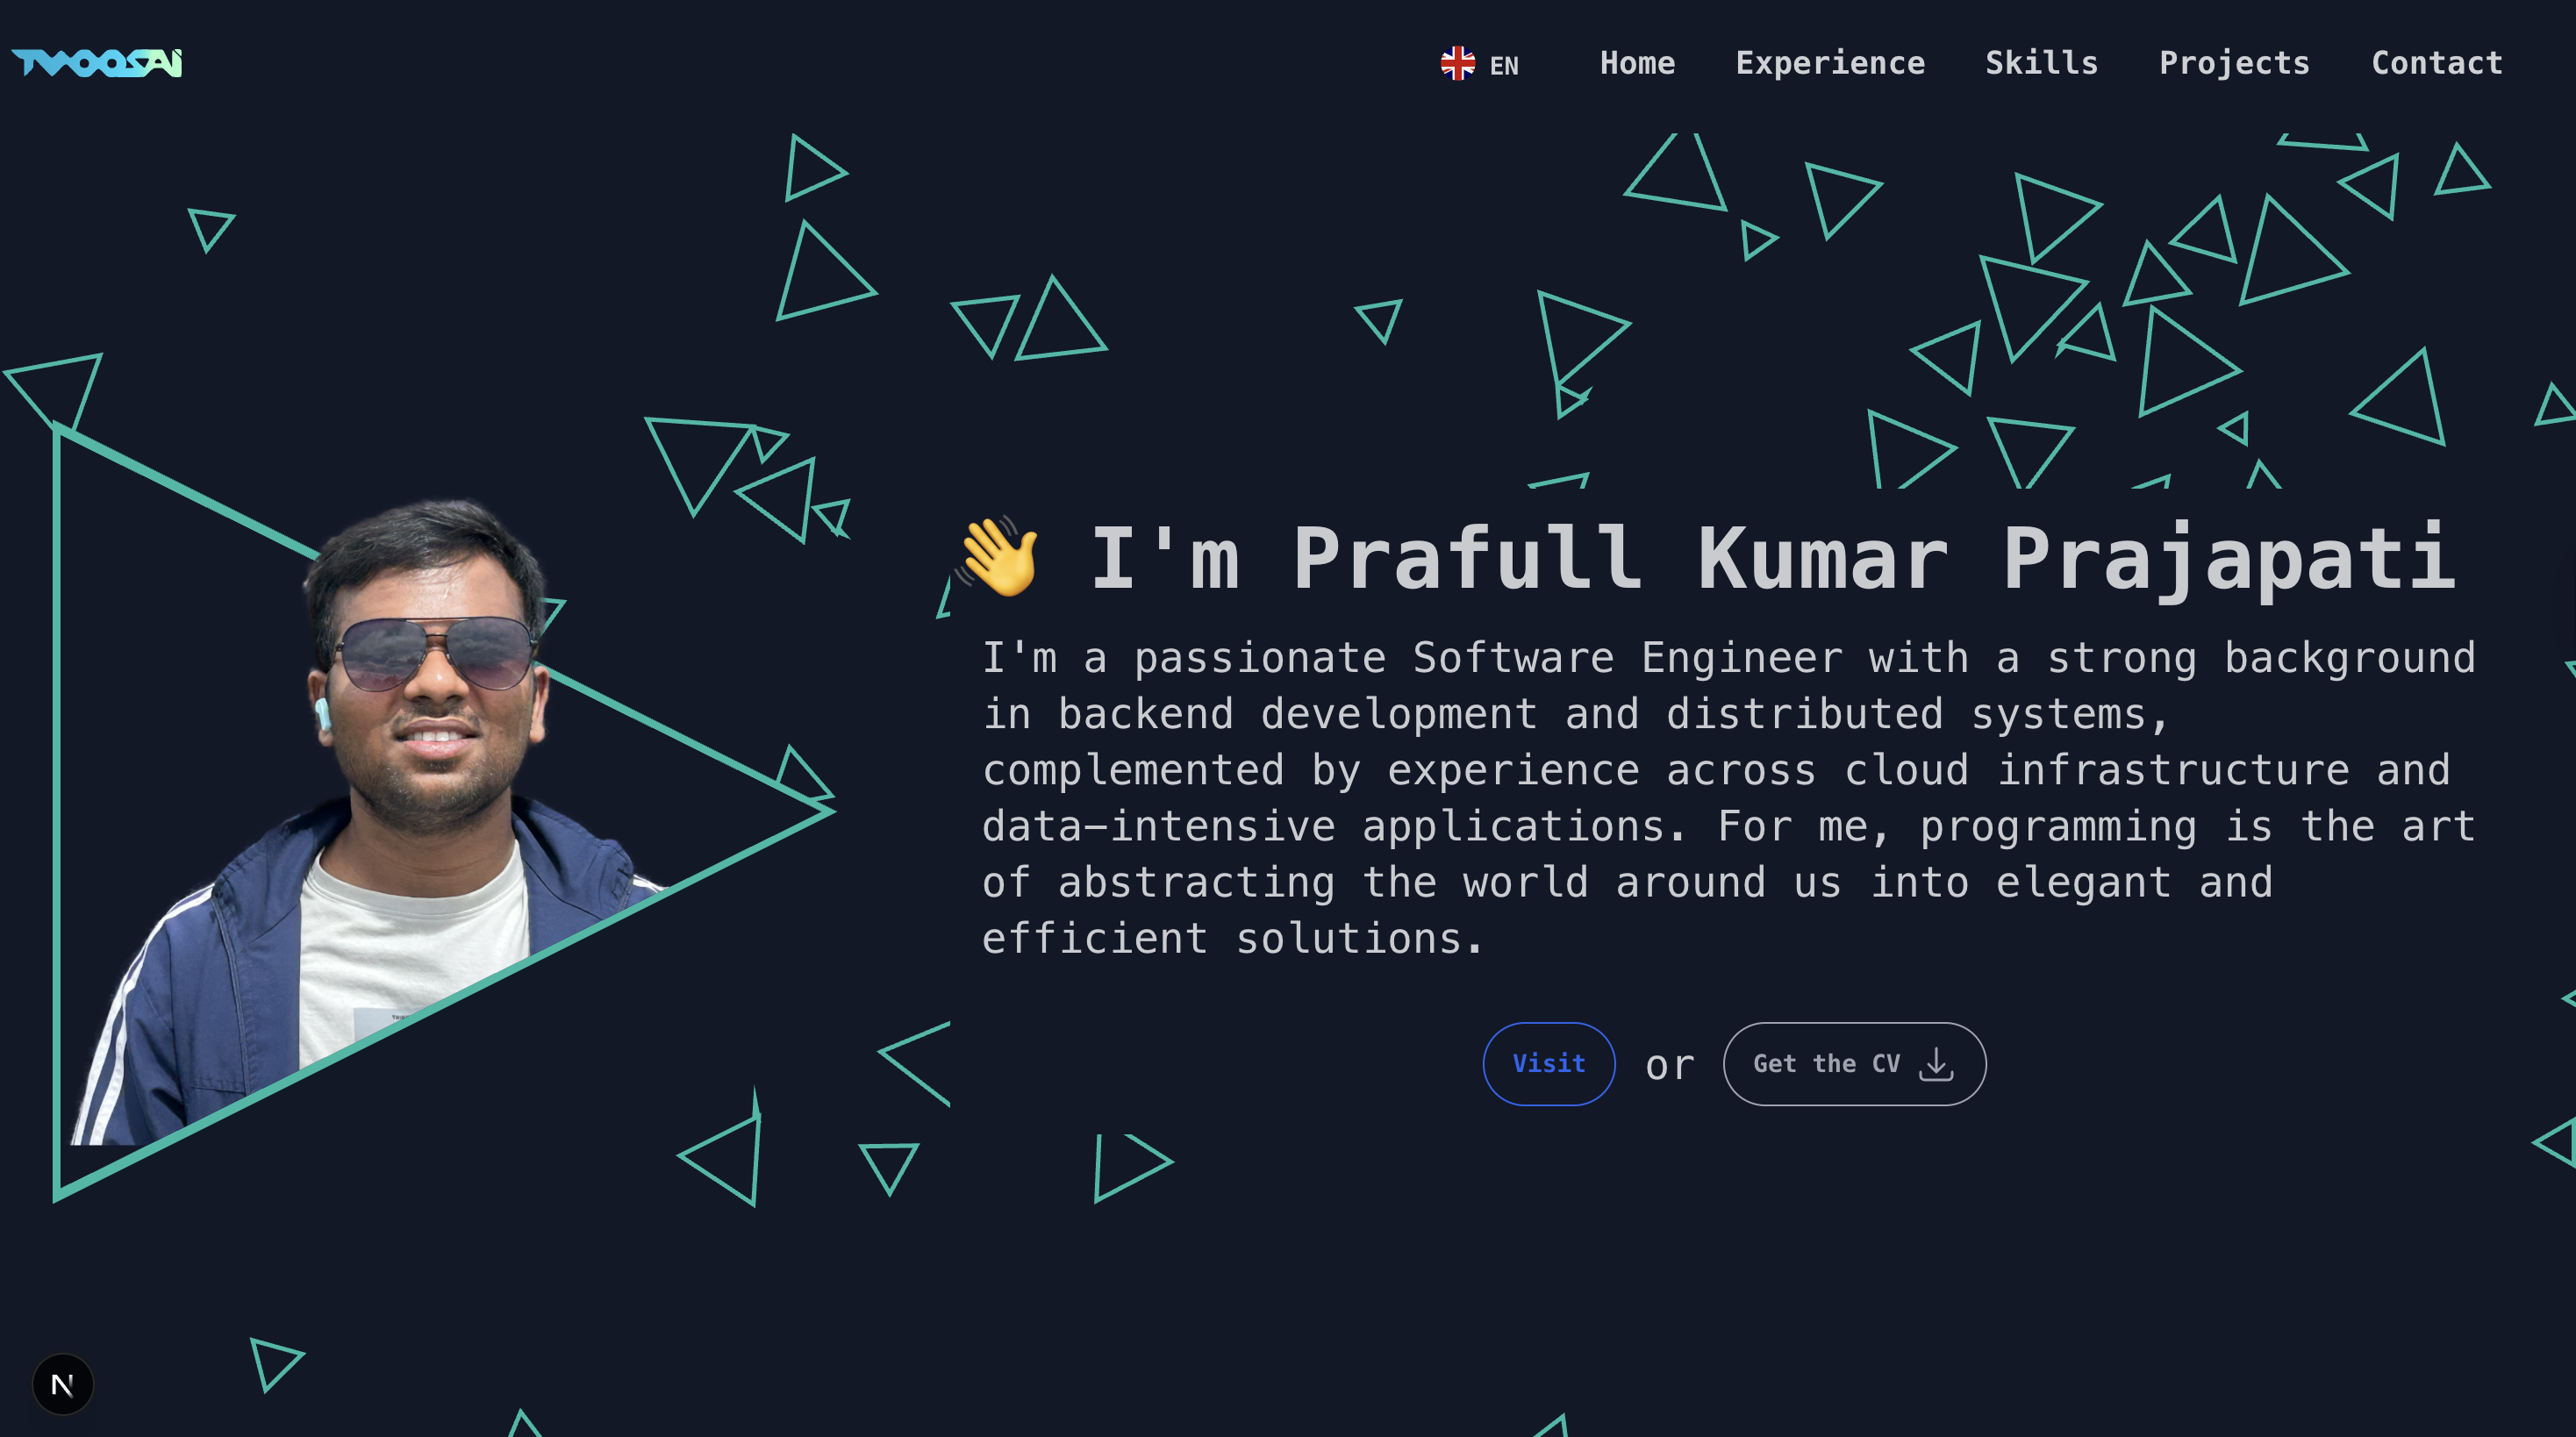 TWOOSAI
EN
Home
Experience
Skills
Projects
Contact
👋 I'm Prafull Kumar Prajapati
I'm a passionate Software Engineer with a strong background
in backend development and distributed systems,
complemented by experience across cloud infrastructure and
data-intensive applications. For me, programming is the art
of abstracting the world around us into elegant and
efficient solutions.
Visit
or
Get the CV
N